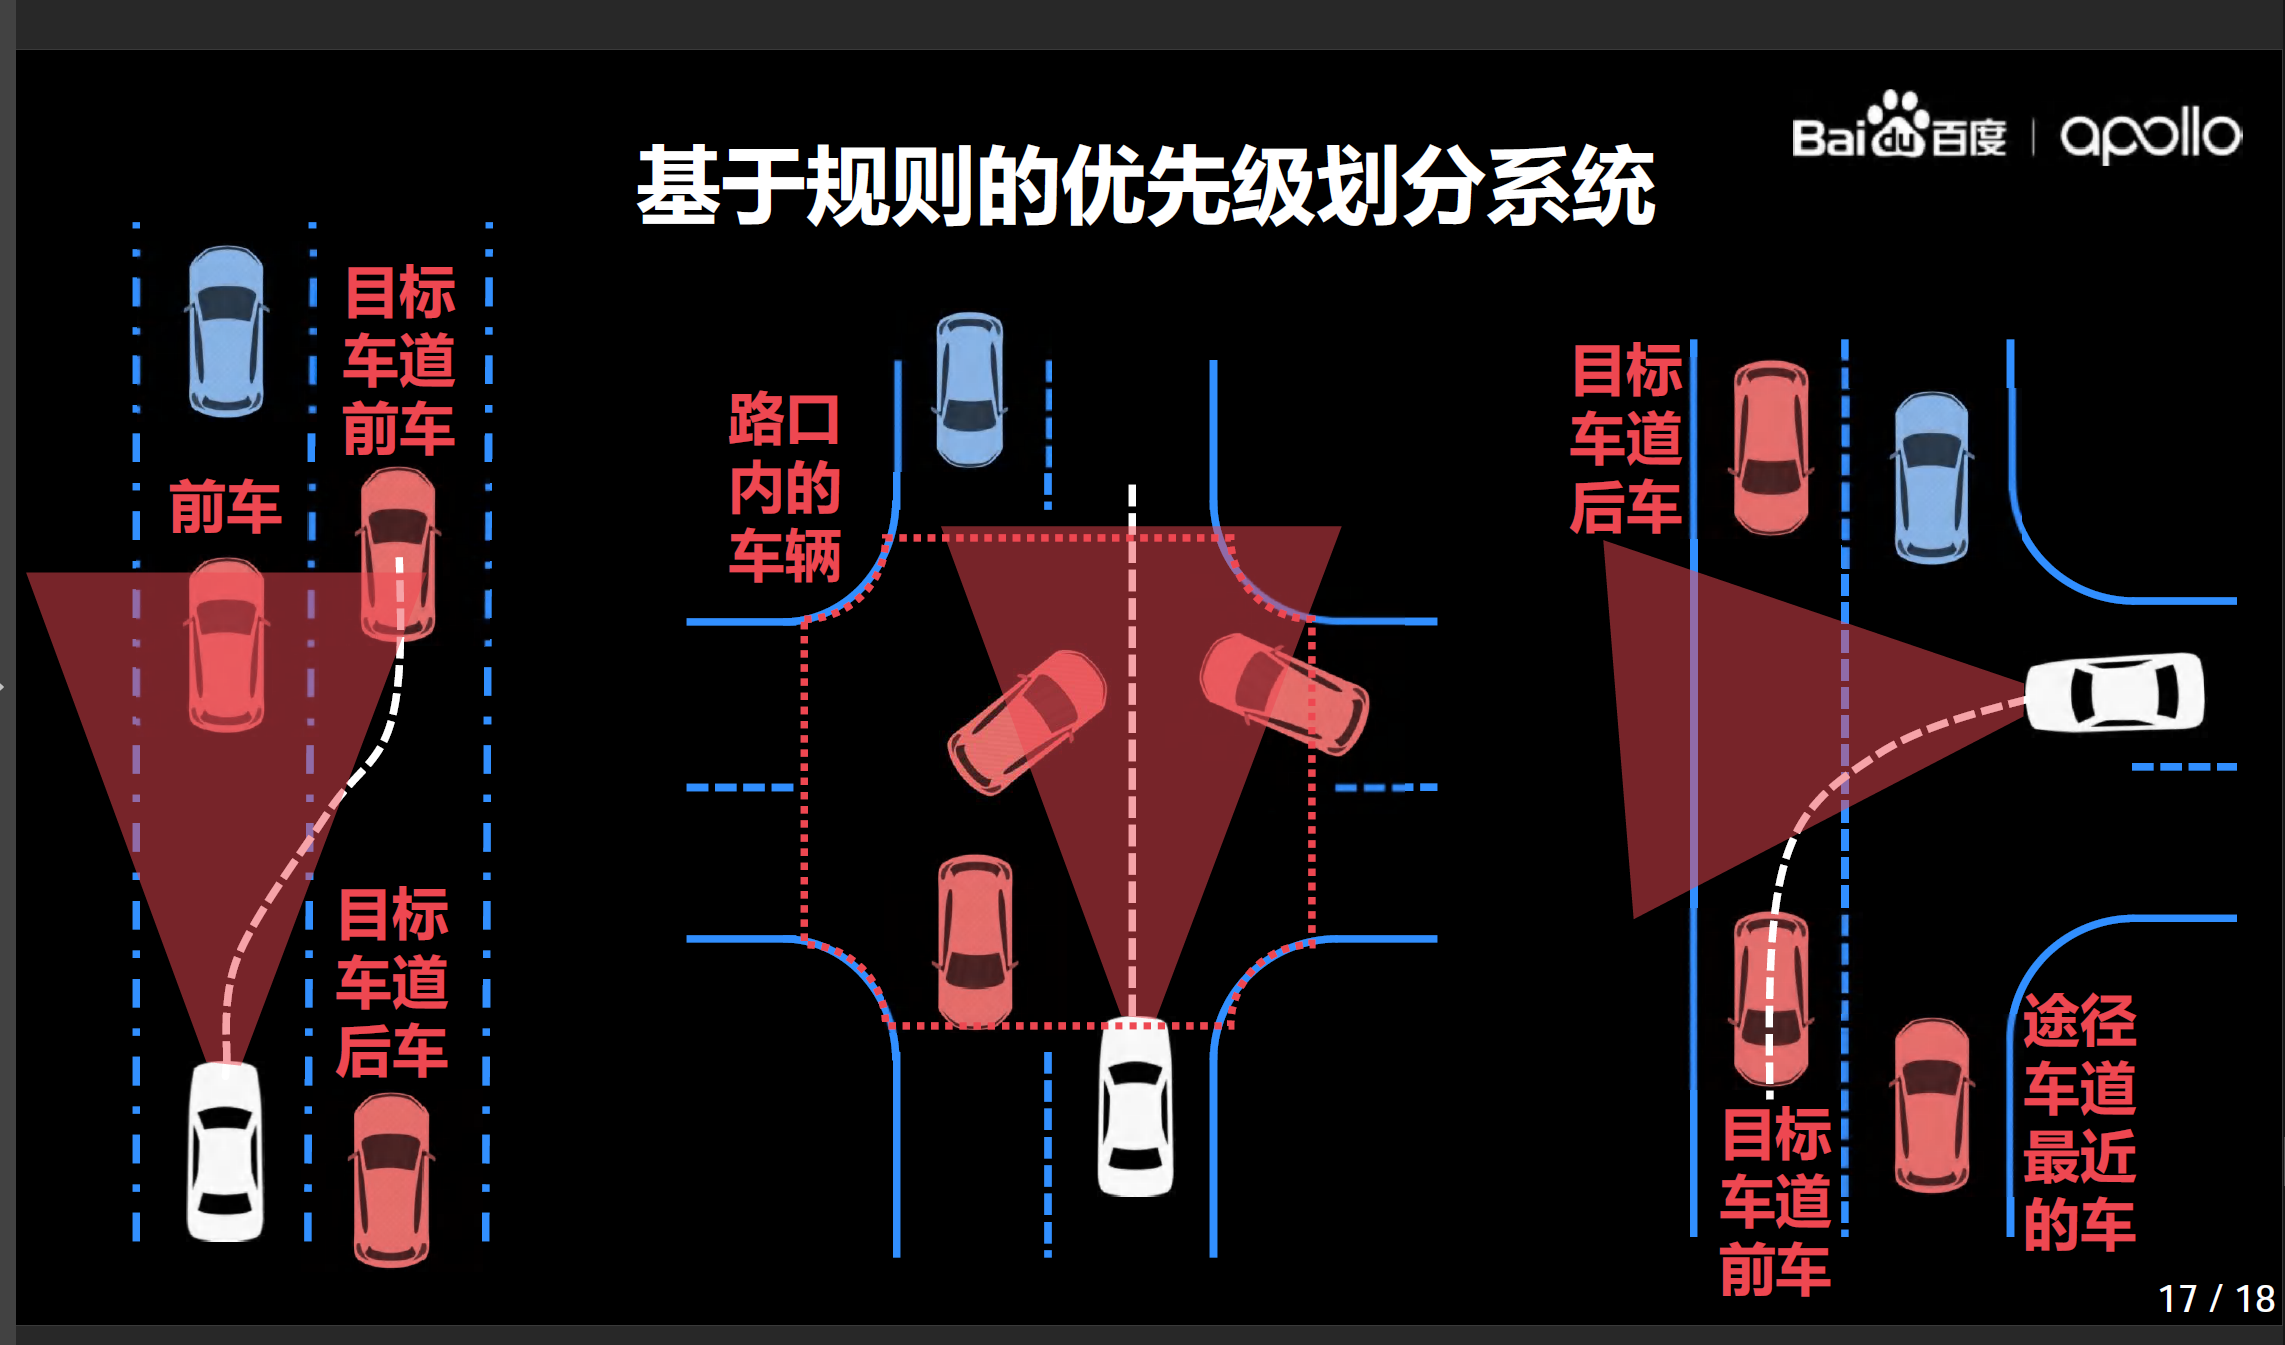 Bai du 百度 | apollo
基于规则的优先级划分系统
目标
车道
前车
前车
目标
车道
后车
路口
内的
车辆
目标
车道
后车
目标
车道
前车
途径
车道
最近
的车
17 / 18